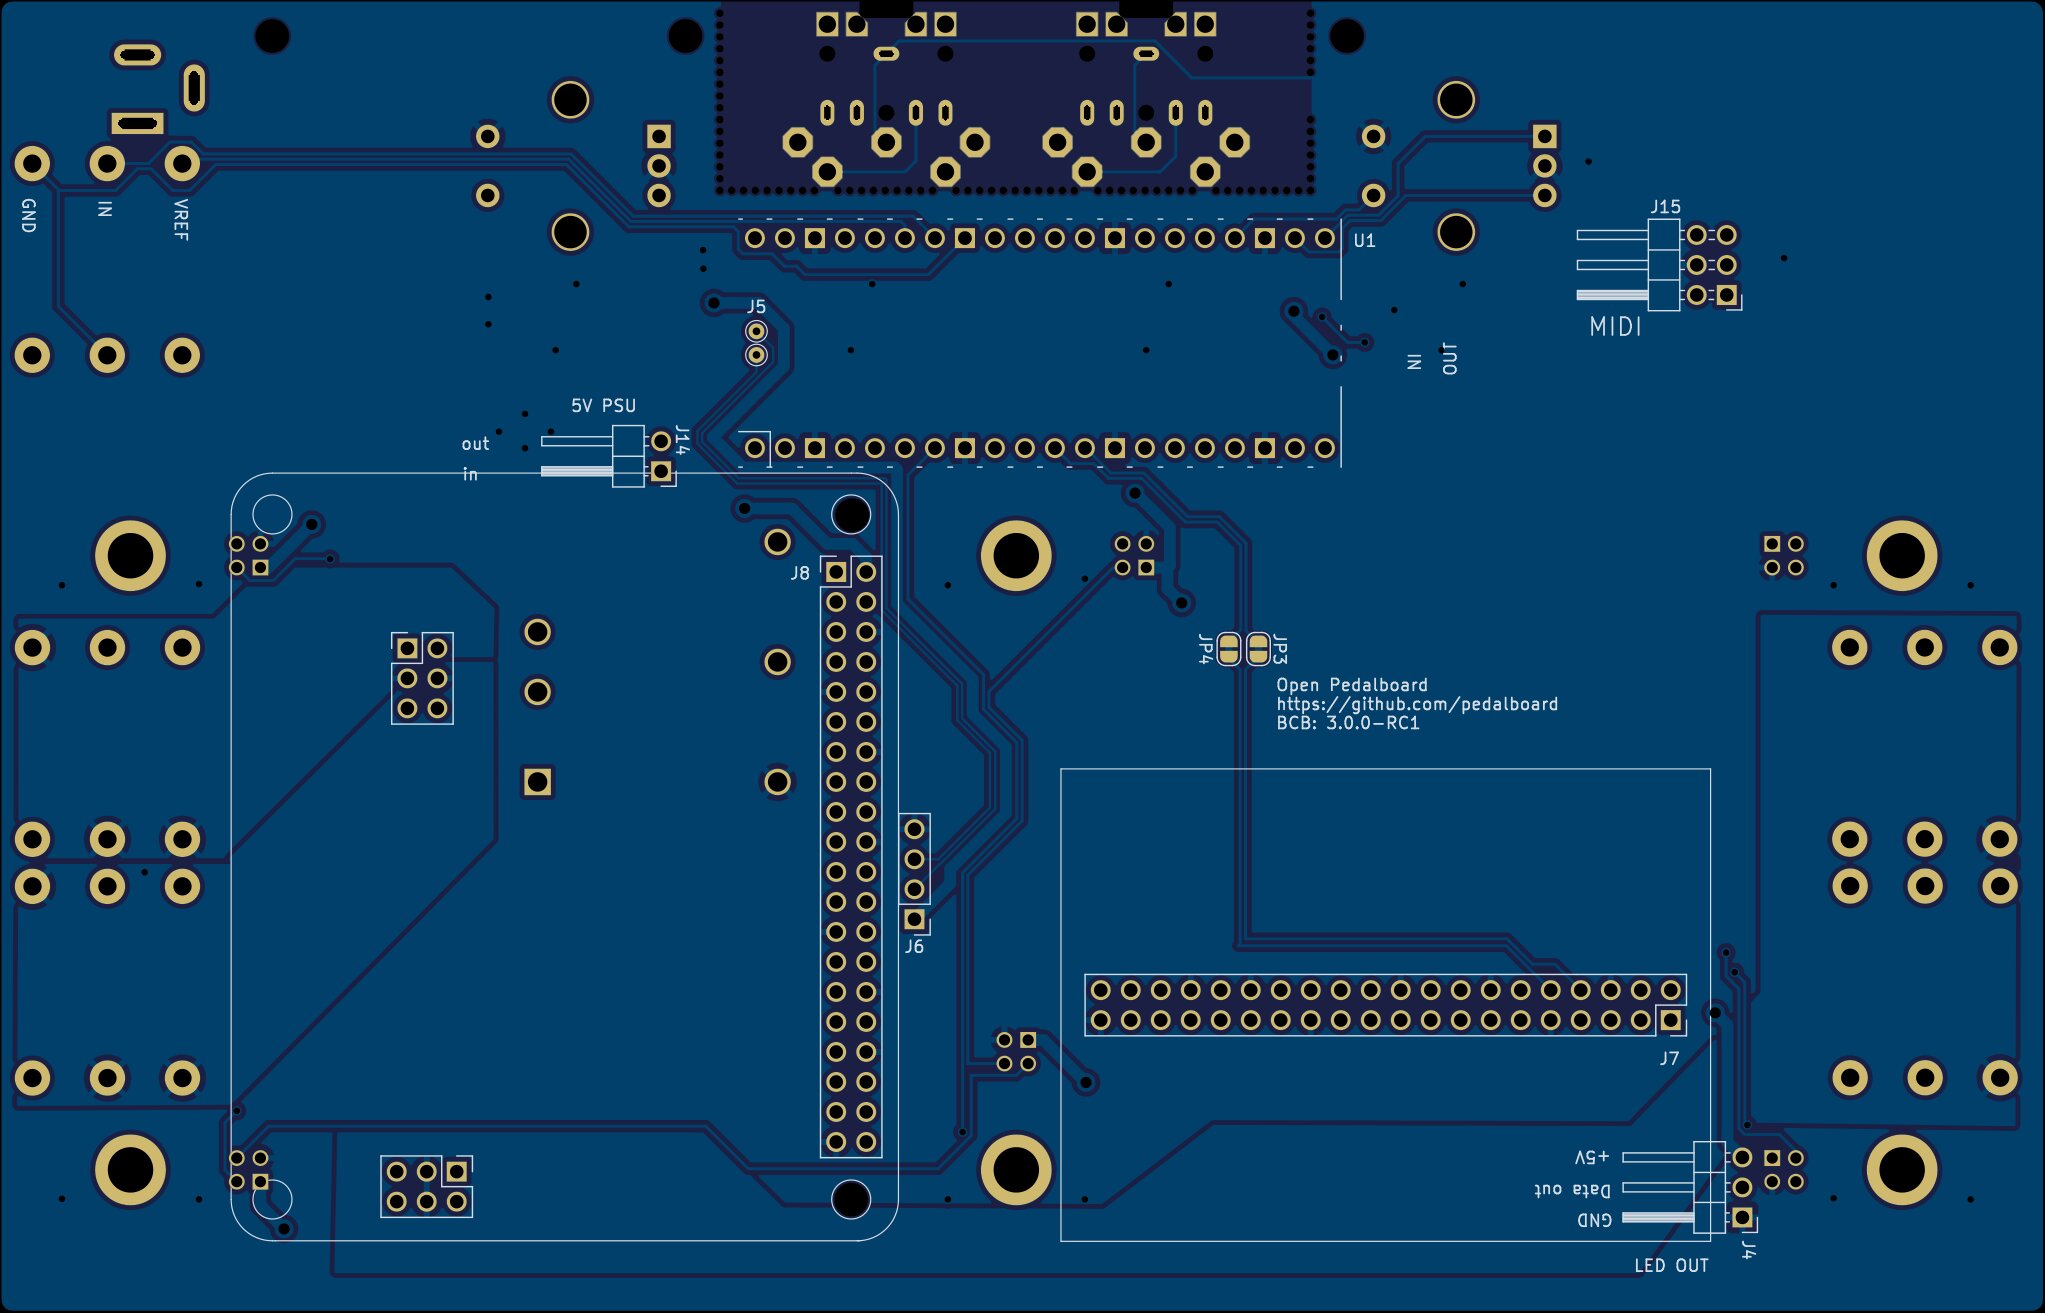 GND
IN
VREF
J15
U1
MIDI
J5
IN
OUT
5V PSU
out
in
J14
J8
JP4
JP3
Open Pedalboard
https://github.com/pedalboard
BCB: 3.0.0-RC1
J6
J7
+5V
Data out
GND
J4
LED OUT